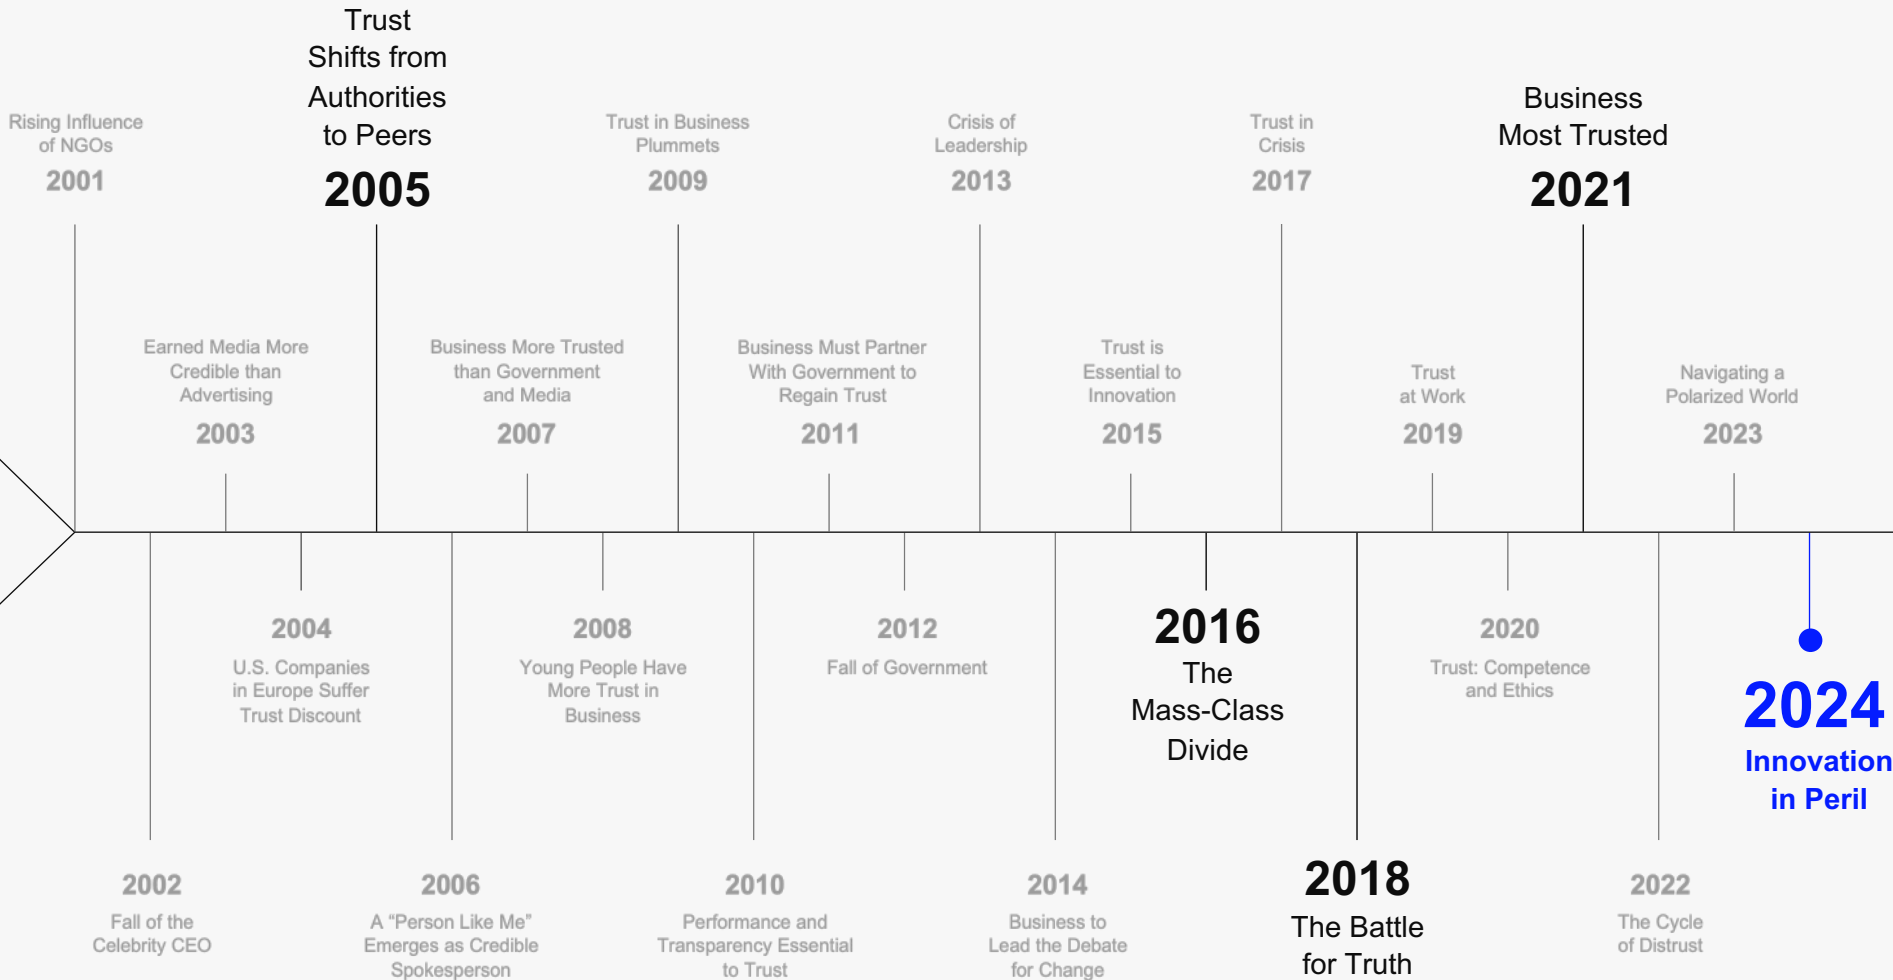 Rising Influence
of NGOs
2001
Fall of the
Celebrity CEO
2002
Earned Media More
Credible than
Advertising
2003
2004
U.S. Companies
in Europe Suffer
Trust Discount
Trust
Shifts from
Authorities
to Peers
2005
2006
A “Person Like Me”
Emerges as Credible
Spokesperson
Business More Trusted
than Government
and Media
2007
2008
Young People Have
More Trust in
Business
Trust in Business
Plummets
2009
2010
Performance and
Transparency Essential
to Trust
Business Must Partner
With Government to
Regain Trust
2011
2012
Fall of Government
Crisis of
Leadership
2013
2014
Business to
Lead the Debate
for Change
Trust is
Essential to
Innovation
2015
2016
The
Mass-Class
Divide
Trust in
Crisis
2017
2018
The Battle
for Truth
Trust
at Work
2019
2020
Trust: Competence
and Ethics
Business
Most Trusted
2021
2022
The Cycle
of Distrust
Navigating a
Polarized World
2023
2024
Innovation
in Peril